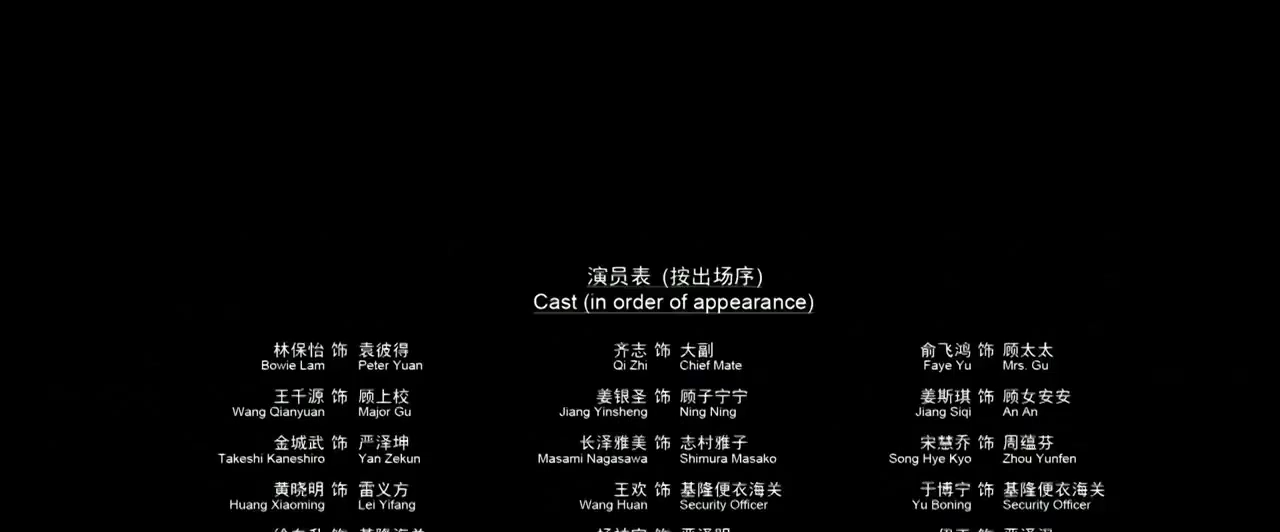 演员表 (按出场序)
Cast (in order of appearance)
林保怡 饰 袁彼得 齐志 饰 大副 俞飞鸿 饰 顾太太
Bowie Lam Peter Yuan Qi Zhi Chief Mate Faye Yu Mrs. Gu
王千源 饰 顾上校 姜银圣 饰 顾子宁宁 姜斯琪 饰 顾女安安
Wang Qianyuan Major Gu Jiang Yinsheng Ning Ning Jiang Siqi An An
金城武 饰 严泽坤 长泽雅美 饰 志村雅子 宋慧乔 饰 周蕴芬
Takeshi Kaneshiro Yan Zekun Masami Nagasawa Shimura Masako Song Hye Kyo Zhou Yunfen
黄晓明 饰 雷义方 王欢 饰 基隆便衣海关 于博宁 饰 基隆便衣海关
Huang Xiaoming Lei Yifang Wang Huan Security Officer Yu Boning Security Officer